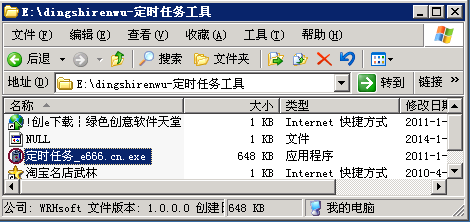 E:\dingshirenwu-定时任务工具
文件(F) 编辑(E) 查看(V) 收藏(A) 工具(T) 帮助(H)
后退 搜索 文件夹
地址(D) E:\dingshirenwu-定时任务工具 转到 链接 »
名称 大小 类型 修改日期
!创e下载┆绿色创意软件天堂 1 KB Internet 快捷方式 2011-1-
NULL 1 KB 文件 2014-1-
定时任务_e666.cn.exe 648 KB 应用程序 2011-1-
淘宝名店武林 1 KB Internet 快捷方式 2010-4-
公司: WRHsoft 文件版本: 1.0.0.0 创建 648 KB 我的电脑